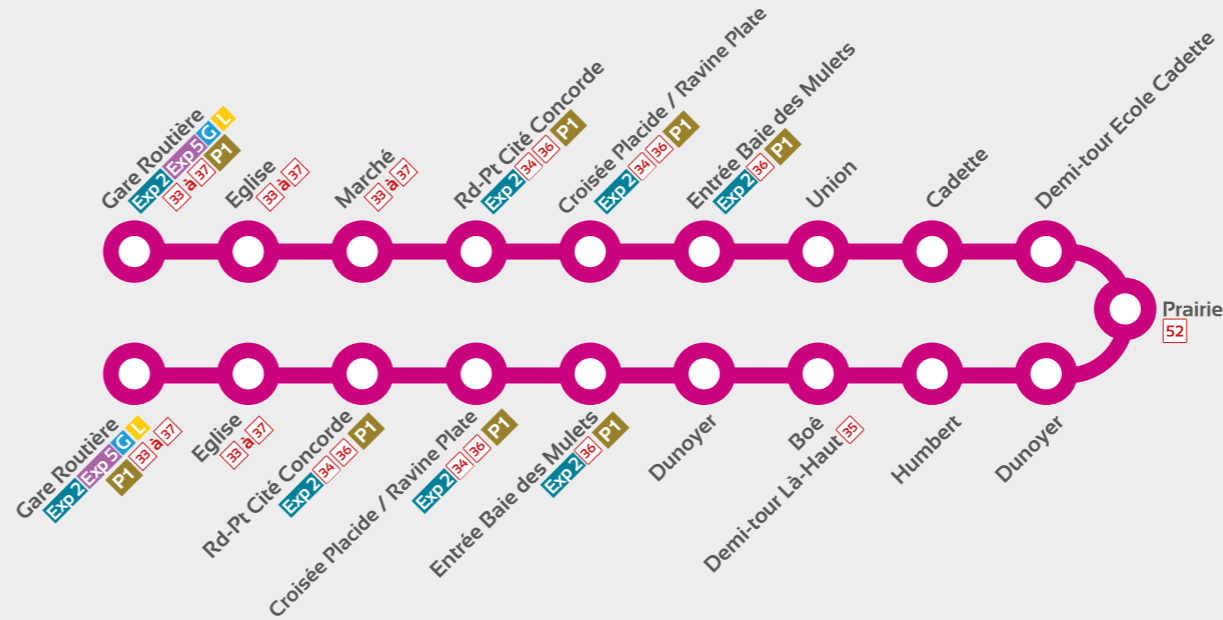 Gare Routière
Exp 2 Exp 5 G L
33 à 37 P1
Eglise
33 à 37
Marché
33 à 37
Rd-Pt Cité Concorde
Exp 2 34 36 P1
Croisée Placide / Ravine Plate
Exp 2 34 36 P1
Entrée Baie des Mulets
Exp 2 36 P1
Union
Cadette
Demi-tour Ecole Cadette
Prairie
52
Gare Routière
Exp 2 Exp 5 G L
P1 33 à 37
Eglise
33 à 37
Rd-Pt Cité Concorde
Exp 2 34 36 P1
Croisée Placide / Ravine Plate
Exp 2 34 36 P1
Entrée Baie des Mulets
Exp 2 36 P1
Dunoyer
Boê
Demi-tour Là-Haut 35
Humbert
Dunoyer